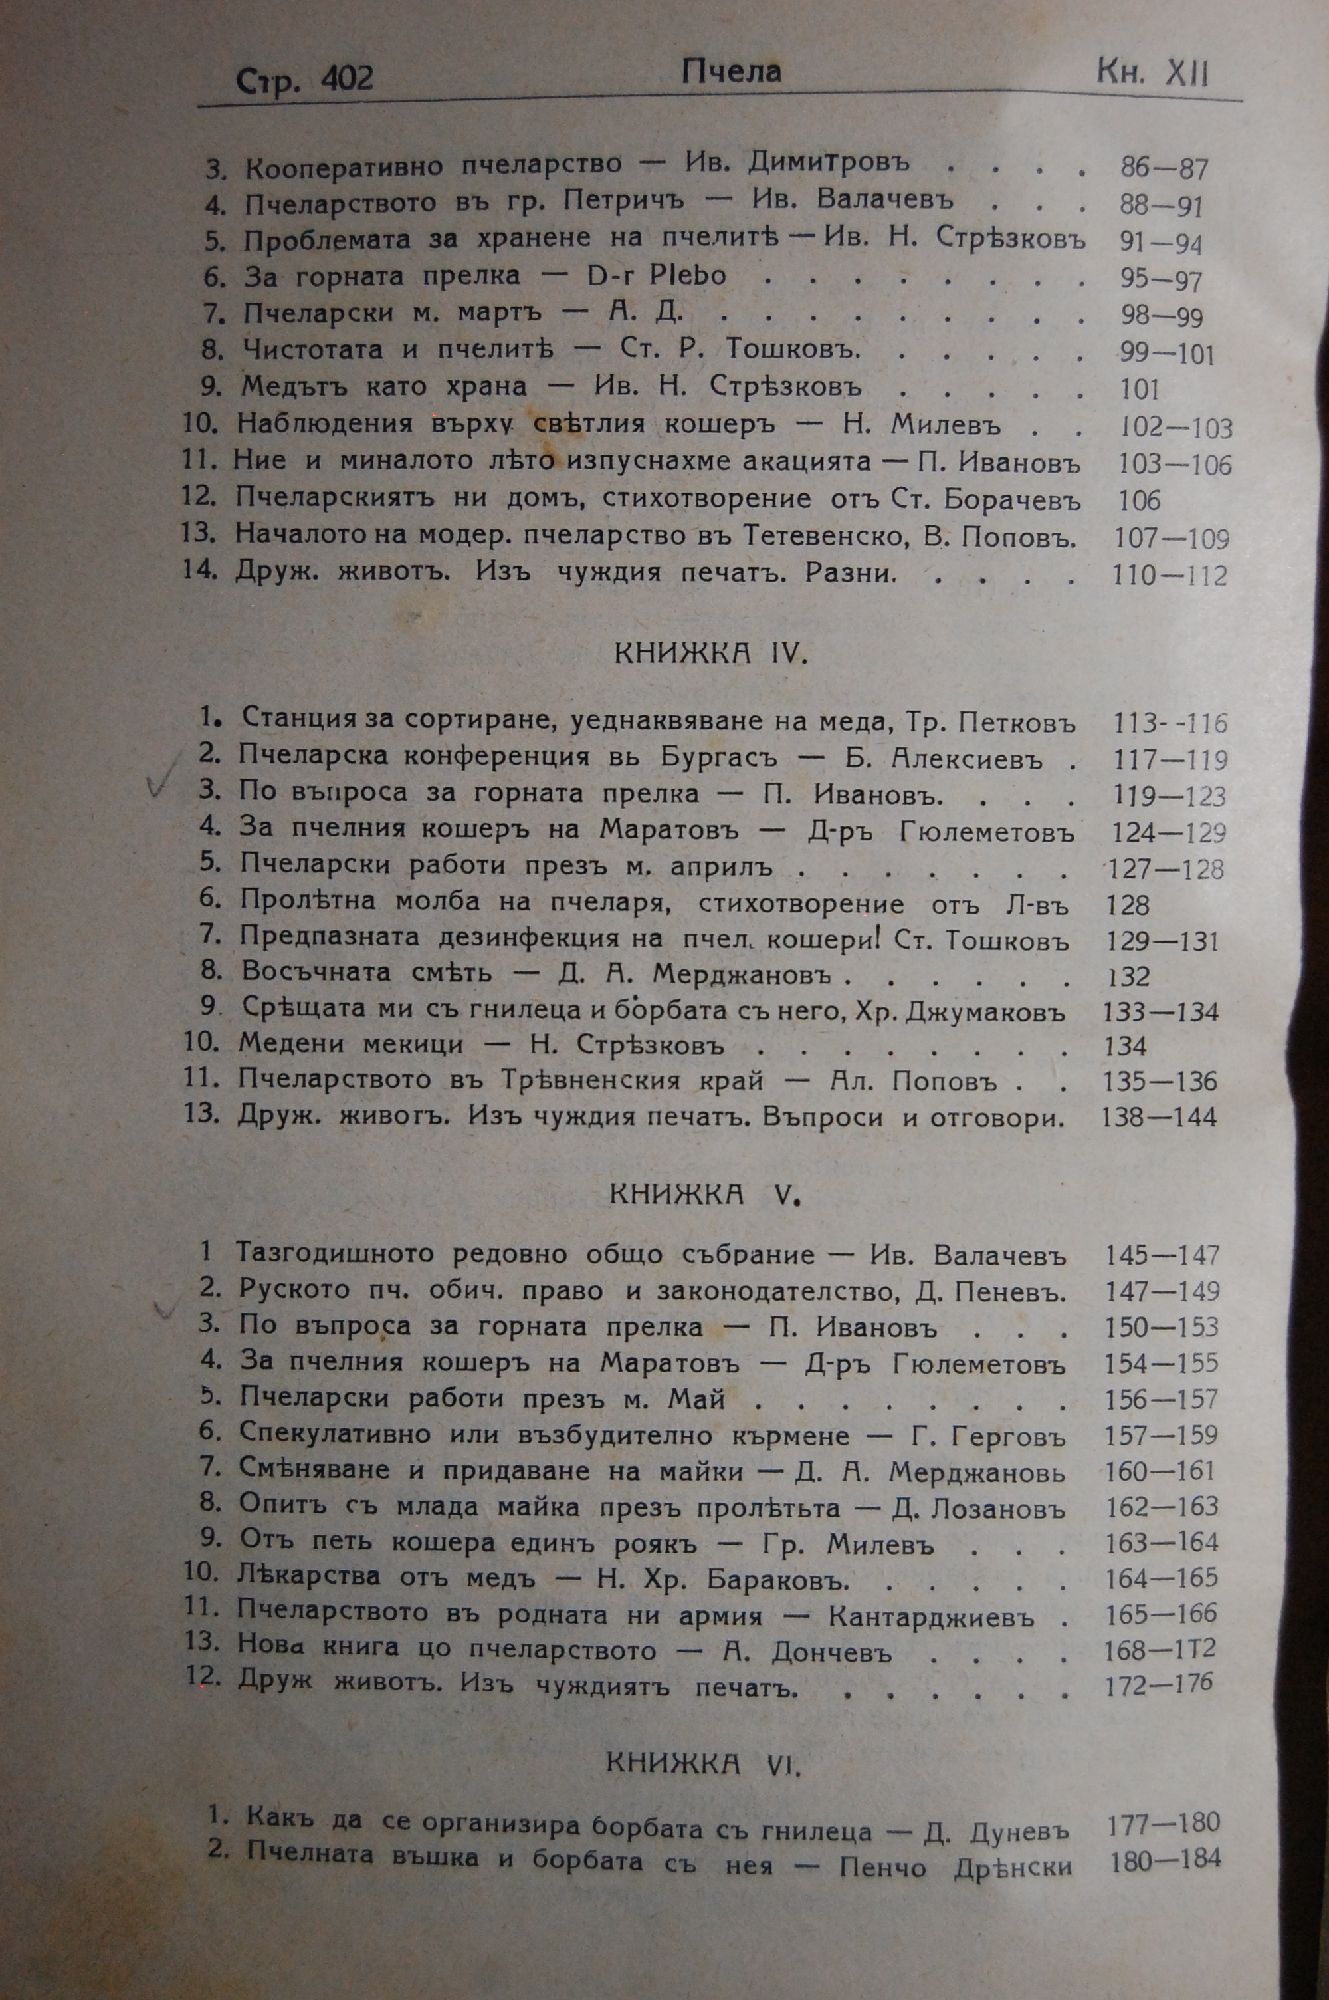 Стр. 402 Пчела Кн. XII
3. Кооперативно пчеларство — Ив. Димитровъ . . . . 86—87
4. Пчеларството въ гр. Петричъ — Ив. Валачевъ . . . 88—91
5. Проблемата за хранене на пчелитѣ — Ив. Н. Стрѣзковъ 91—94
6. За горната прелка — D-r Plebo . . . . . . . . 95—97
7. Пчеларски м. мартъ — А. Д. . . . . . . . . . 98—99
8. Чистотата и пчелитѣ — Ст. Р. Тошковъ. . . . . . 99—101
9. Медътъ като храна — Ив. Н. Стрѣзковъ . . . . . 101
10. Наблюдения върху свѣтлия кошеръ — Н. Милевъ . . 102—103
11. Ние и миналото лѣто изпуснахме акацията — П. Ивановъ 103—106
12. Пчеларскиятъ ни домъ, стихотворение отъ Ст. Борачевъ 106
13. Началото на модер. пчеларство въ Тетевенско, В. Поповъ. 107—109
14. Друж. животъ. Изъ чуждия печатъ. Разни. . . . . 110—112
КНИЖКА IV.
1. Станция за сортиране, уеднаквяване на меда, Тр. Петковъ 113--116
2. Пчеларска конференция вь Бургасъ — Б. Алексиевъ . 117—119
3. По въпроса за горната прелка — П. Ивановъ. . . . 119—123
4. За пчелния кошеръ на Маратовъ — Д-ръ Гюлеметовъ 124—129
5. Пчеларски работи презъ м. априлъ . . . . . . . 127—128
6. Пролѣтна молба на пчеларя, стихотворение отъ Л-въ 128
7. Предпазната дезинфекция на пчел. кошери! Ст. Тошковъ 129—131
8. Восъчната смѣть — Д. А. Мерджановъ . . . . . . 132
9. Срѣщата ми съ гнилеца и борбата съ него, Хр. Джумаковъ 133—134
10. Медени мекици — Н. Стрѣзковъ . . . . . . . . 134
11. Пчеларството въ Трѣвненския край — Ал. Поповъ . . 135—136
13. Друж. животъ. Изъ чуждия печатъ. Въпроси и отговори. 138—144
КНИЖКА V.
1 Тазгодишното редовно общо събрание — Ив. Валачевъ 145—147
2. Руското пч. обич. право и законодателство, Д. Пеневъ. 147—149
3. По въпроса за горната прелка — П. Ивановъ . . . 150—153
4. За пчелния кошеръ на Маратовъ — Д-ръ Гюлеметовъ 154—155
5. Пчеларски работи презъ м. Май . . . . . . . . 156—157
6. Спекулативно или възбудително кърмене — Г. Герговъ 157—159
7. Смѣняване и придаване на майки — Д. А. Мерджановь 160—161
8. Опитъ съ млада майка презъ пролѣтьта — Д. Лозановъ 162—163
9. Отъ петь кошера единъ роякъ — Гр. Милевъ . . . 163—164
10. Лѣкарства отъ медъ — Н. Хр. Бараковъ. . . . . . 164—165
11. Пчеларството въ родната ни армия — Кантарджиевъ . 165—166
13. Нова книга цо пчеларството — А. Дончевъ . . . . 168—1T2
12. Друж животъ. Изъ чуждиятъ печатъ. . . . . . . 172—176
КНИЖКА VI.
1. Какъ да се организира борбата съ гнилеца — Д. Дуневъ 177—180
2. Пчелната въшка и борбата съ нея — Пенчо Дрѣнски 180—184